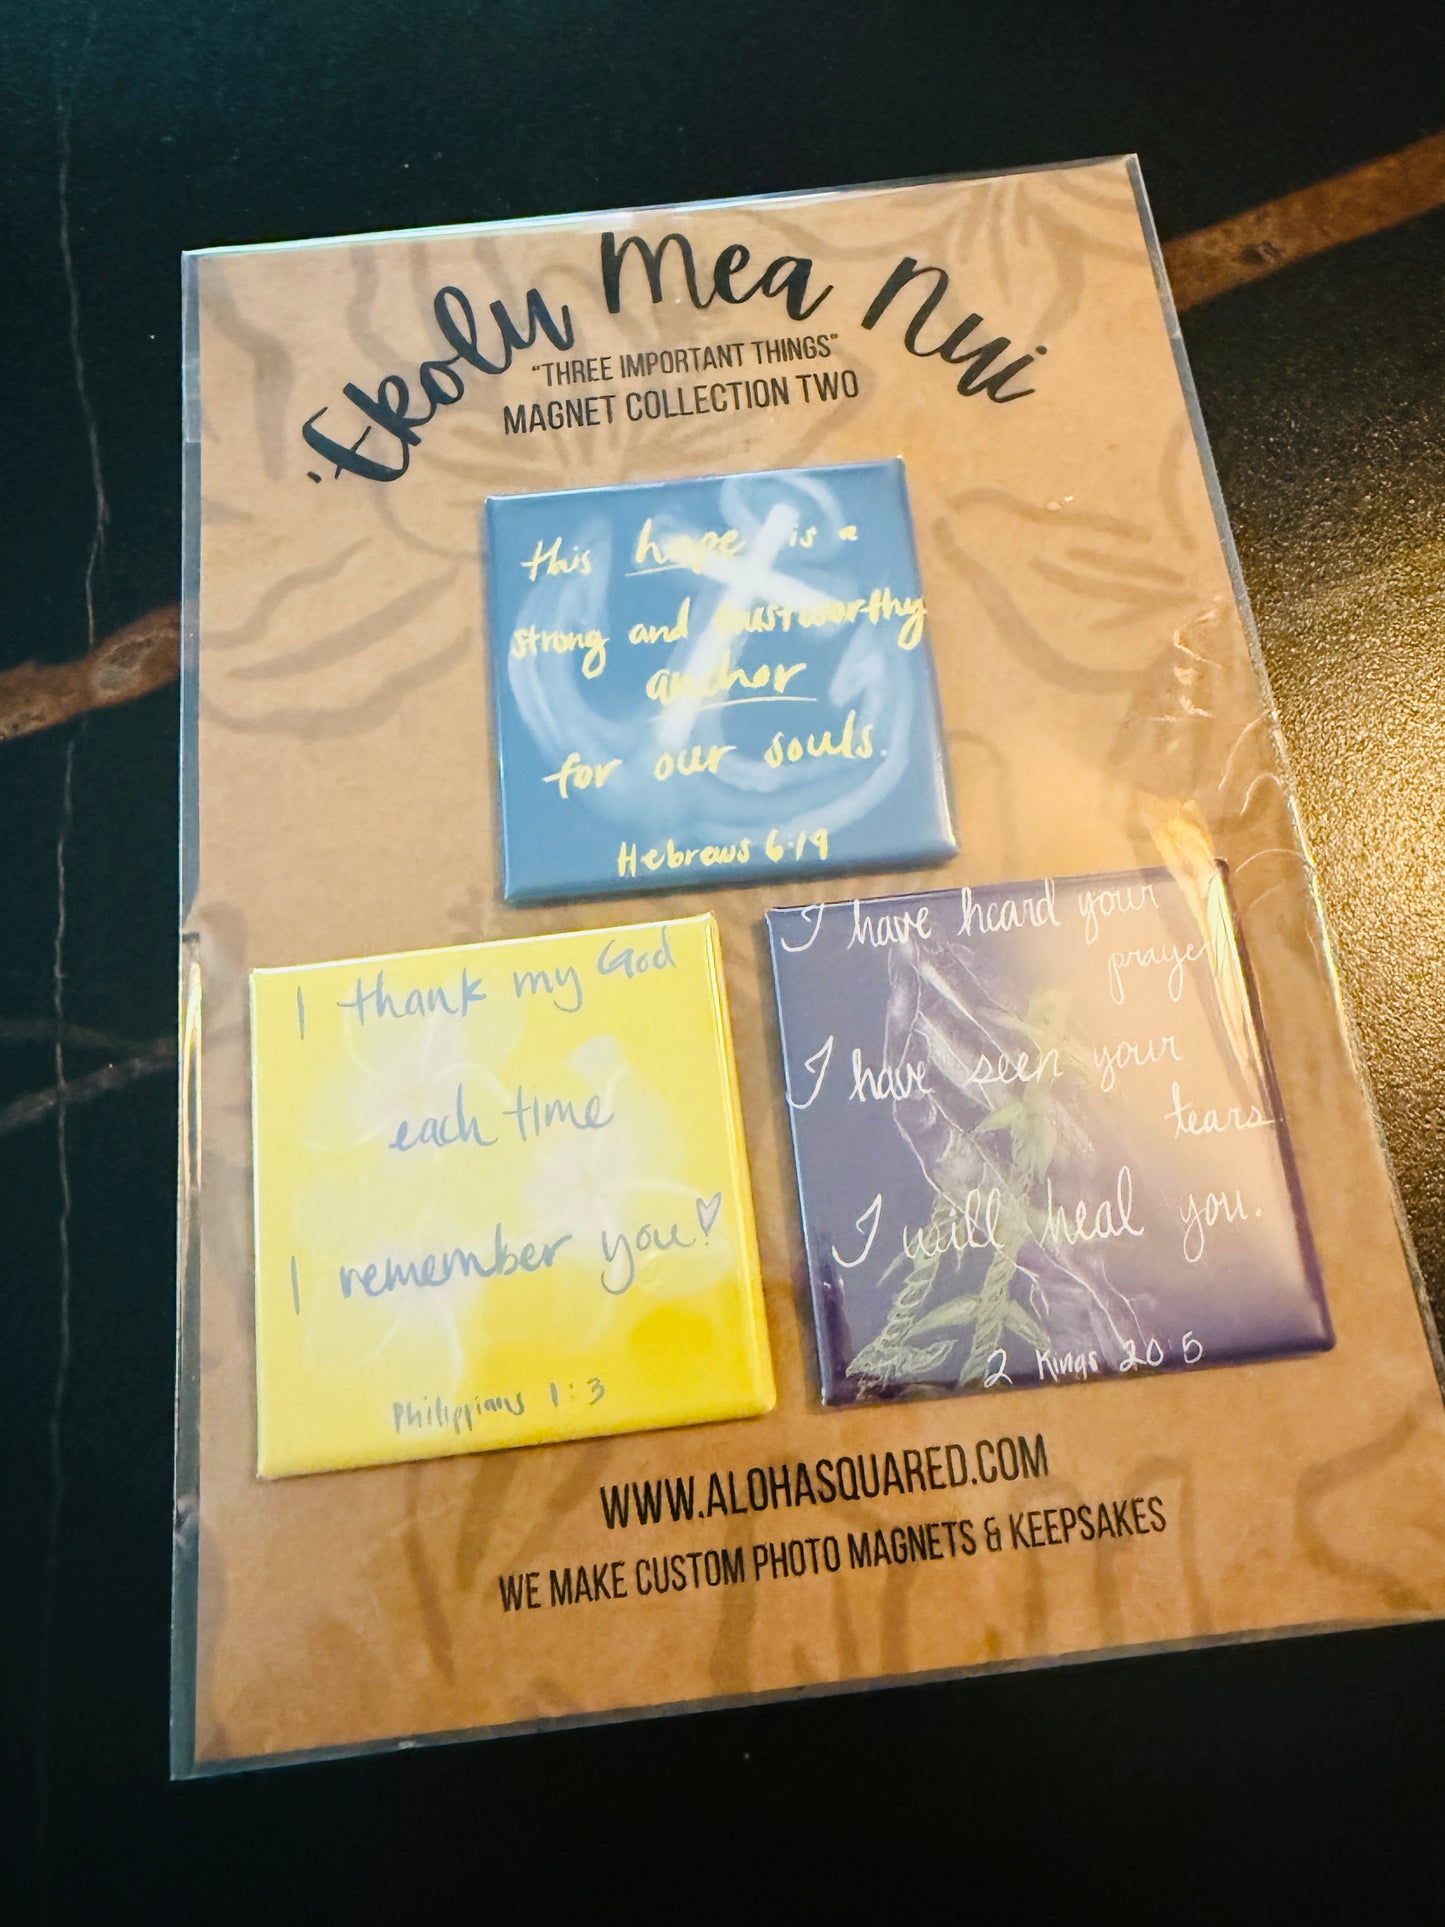 'Ekolu Mea Nui
"THREE IMPORTANT THINGS"
MAGNET COLLECTION TWO
this hope is a
strong and trustworthy
anchor
for our souls.
Hebrews 6:19
I thank my God
each time
I remember you!
Philippians 1:3
I have heard your
prayer
I have seen your
tears.
I will heal you.
2 Kings 20:5
WWW.ALOHASQUARED.COM
WE MAKE CUSTOM PHOTO MAGNETS & KEEPSAKES